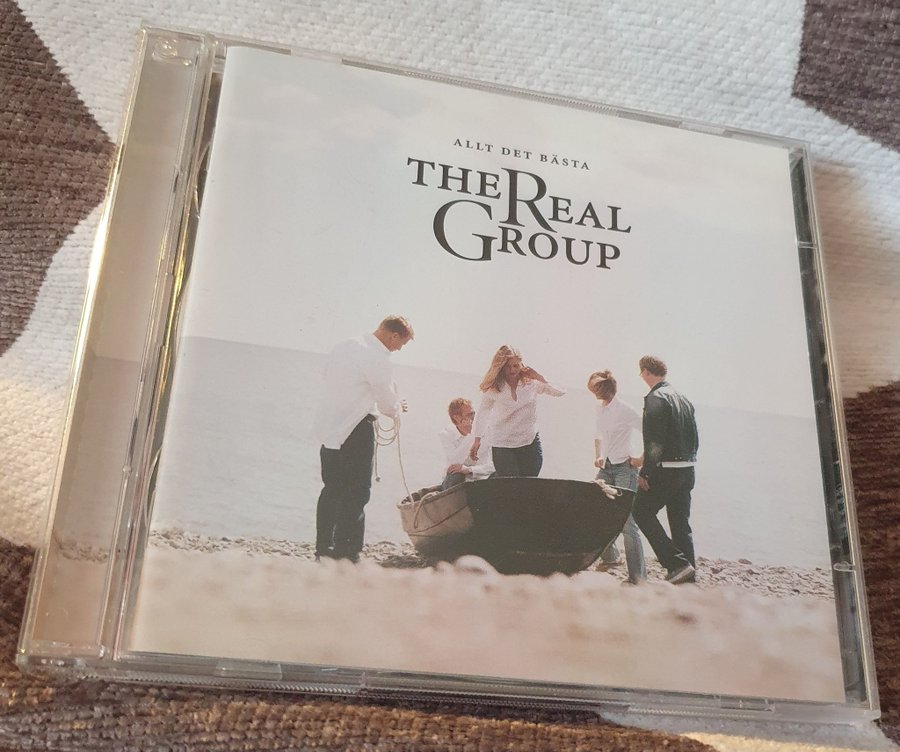 ALLT DET BÄSTA
THE REAL
GROUP